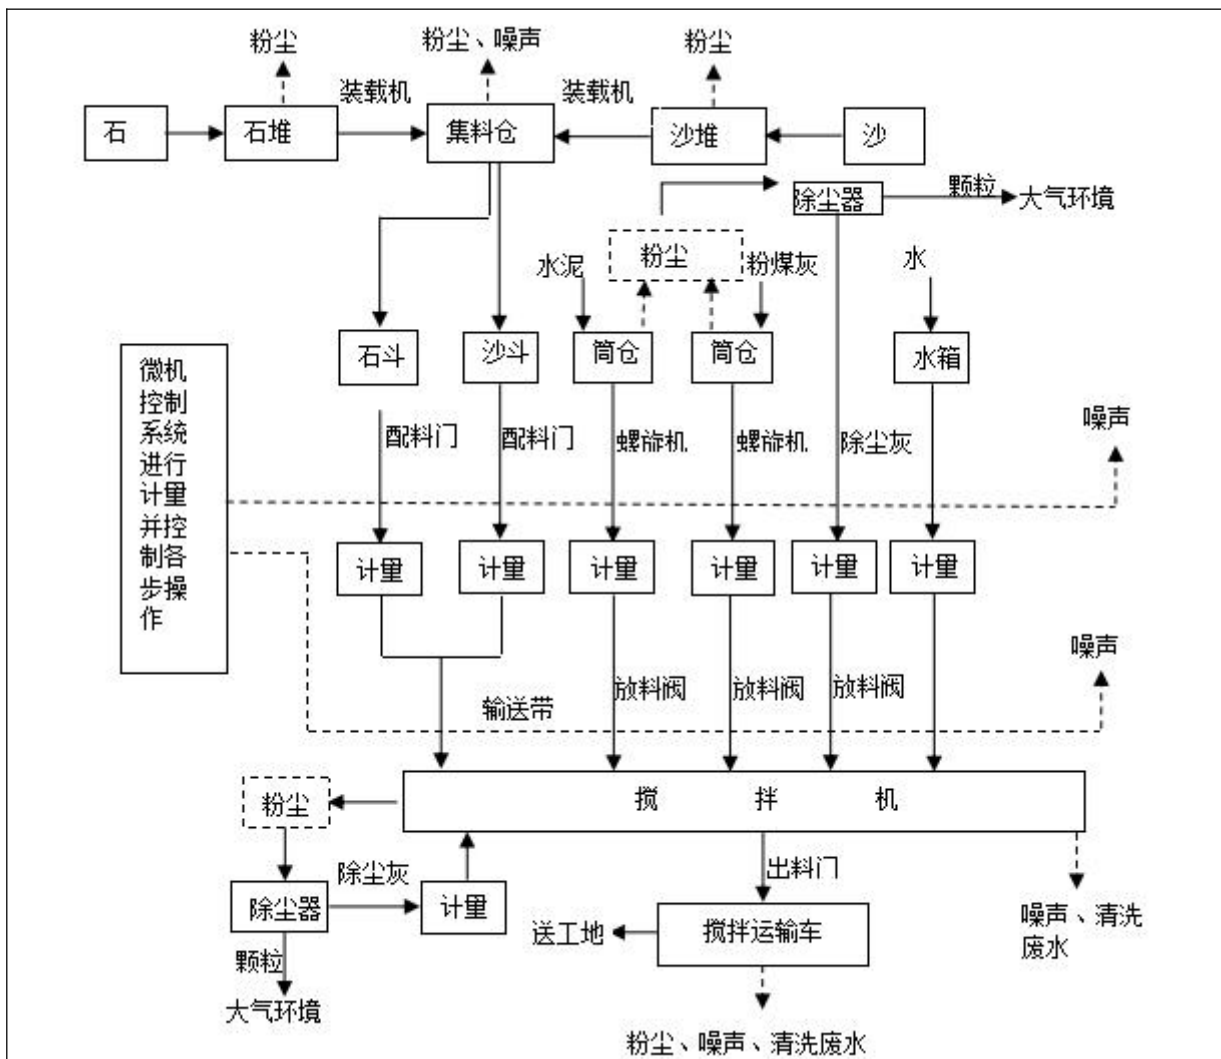 粉尘
粉尘、噪声
粉尘
装载机
装载机
石
石堆
集料仓
沙堆
沙
除尘器
颗粒
大气环境
水泥
粉尘
粉煤灰
水
石斗
沙斗
筒仓
筒仓
水箱
微机
控制
系统
进行
计量
并控
制各
步操
作
配料门
配料门
螺旋机
螺旋机
除尘灰
噪声
计量
计量
计量
计量
计量
计量
噪声
输送带
放料阀
放料阀
放料阀
搅 拌 机
粉尘
除尘器
除尘灰
计量
出料门
颗粒
大气环境
送工地
搅拌运输车
噪声、清洗
废水
粉尘、噪声、清洗废水